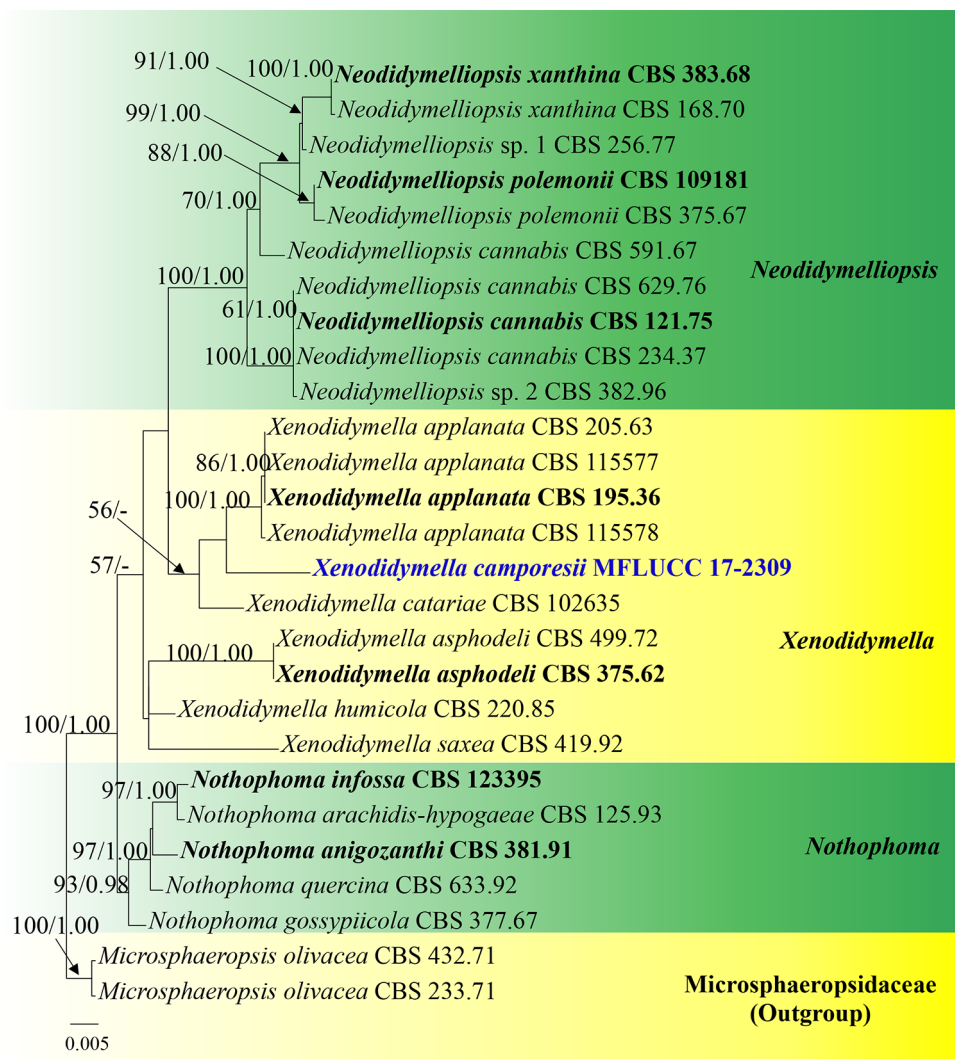 91/1.00
100/1.00
Neodidymelliopsis xanthina CBS 383.68
99/1.00
Neodidymelliopsis xanthina CBS 168.70
88/1.00
Neodidymelliopsis sp. 1 CBS 256.77
Neodidymelliopsis polemonii CBS 109181
70/1.00
Neodidymelliopsis polemonii CBS 375.67
Neodidymelliopsis cannabis CBS 591.67
Neodidymelliopsis
100/1.00
Neodidymelliopsis cannabis CBS 629.76
61/1.00
Neodidymelliopsis cannabis CBS 121.75
100/1.00
Neodidymelliopsis cannabis CBS 234.37
Neodidymelliopsis sp. 2 CBS 382.96
Xenodidymella applanata CBS 205.63
86/1.00
Xenodidymella applanata CBS 115577
100/1.00
Xenodidymella applanata CBS 195.36
56/-
Xenodidymella applanata CBS 115578
57/-
Xenodidymella camporesii MFLUCC 17-2309
Xenodidymella catariae CBS 102635
Xenodidymella asphodeli CBS 499.72
Xenodidymella
100/1.00
Xenodidymella asphodeli CBS 375.62
Xenodidymella humicola CBS 220.85
100/1.00
Xenodidymella saxea CBS 419.92
Nothophoma infossa CBS 123395
97/1.00
Nothophoma arachidis-hypogaeae CBS 125.93
97/1.00
Nothophoma anigozanthi CBS 381.91
Nothophoma
93/0.98
Nothophoma quercina CBS 633.92
Nothophoma gossypiicola CBS 377.67
100/1.00
Microsphaeropsis olivacea CBS 432.71
Microsphaeropsis olivacea CBS 233.71
Microsphaeropsidaceae
(Outgroup)
0.005